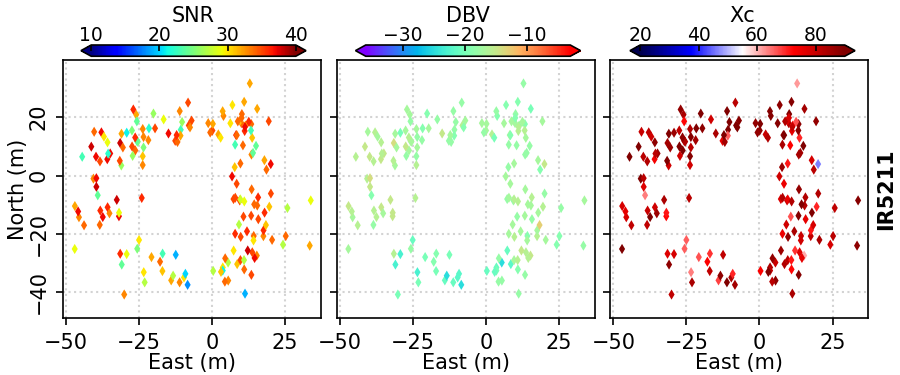 SNR DBV Xc
10 20 30 40 −30 −20 −10 20 40 60 80
20
0
−20
−40
North (m)
−50 −25 0 25 −50 −25 0 25 −50 −25 0 25
East (m) East (m) East (m)
IR5211